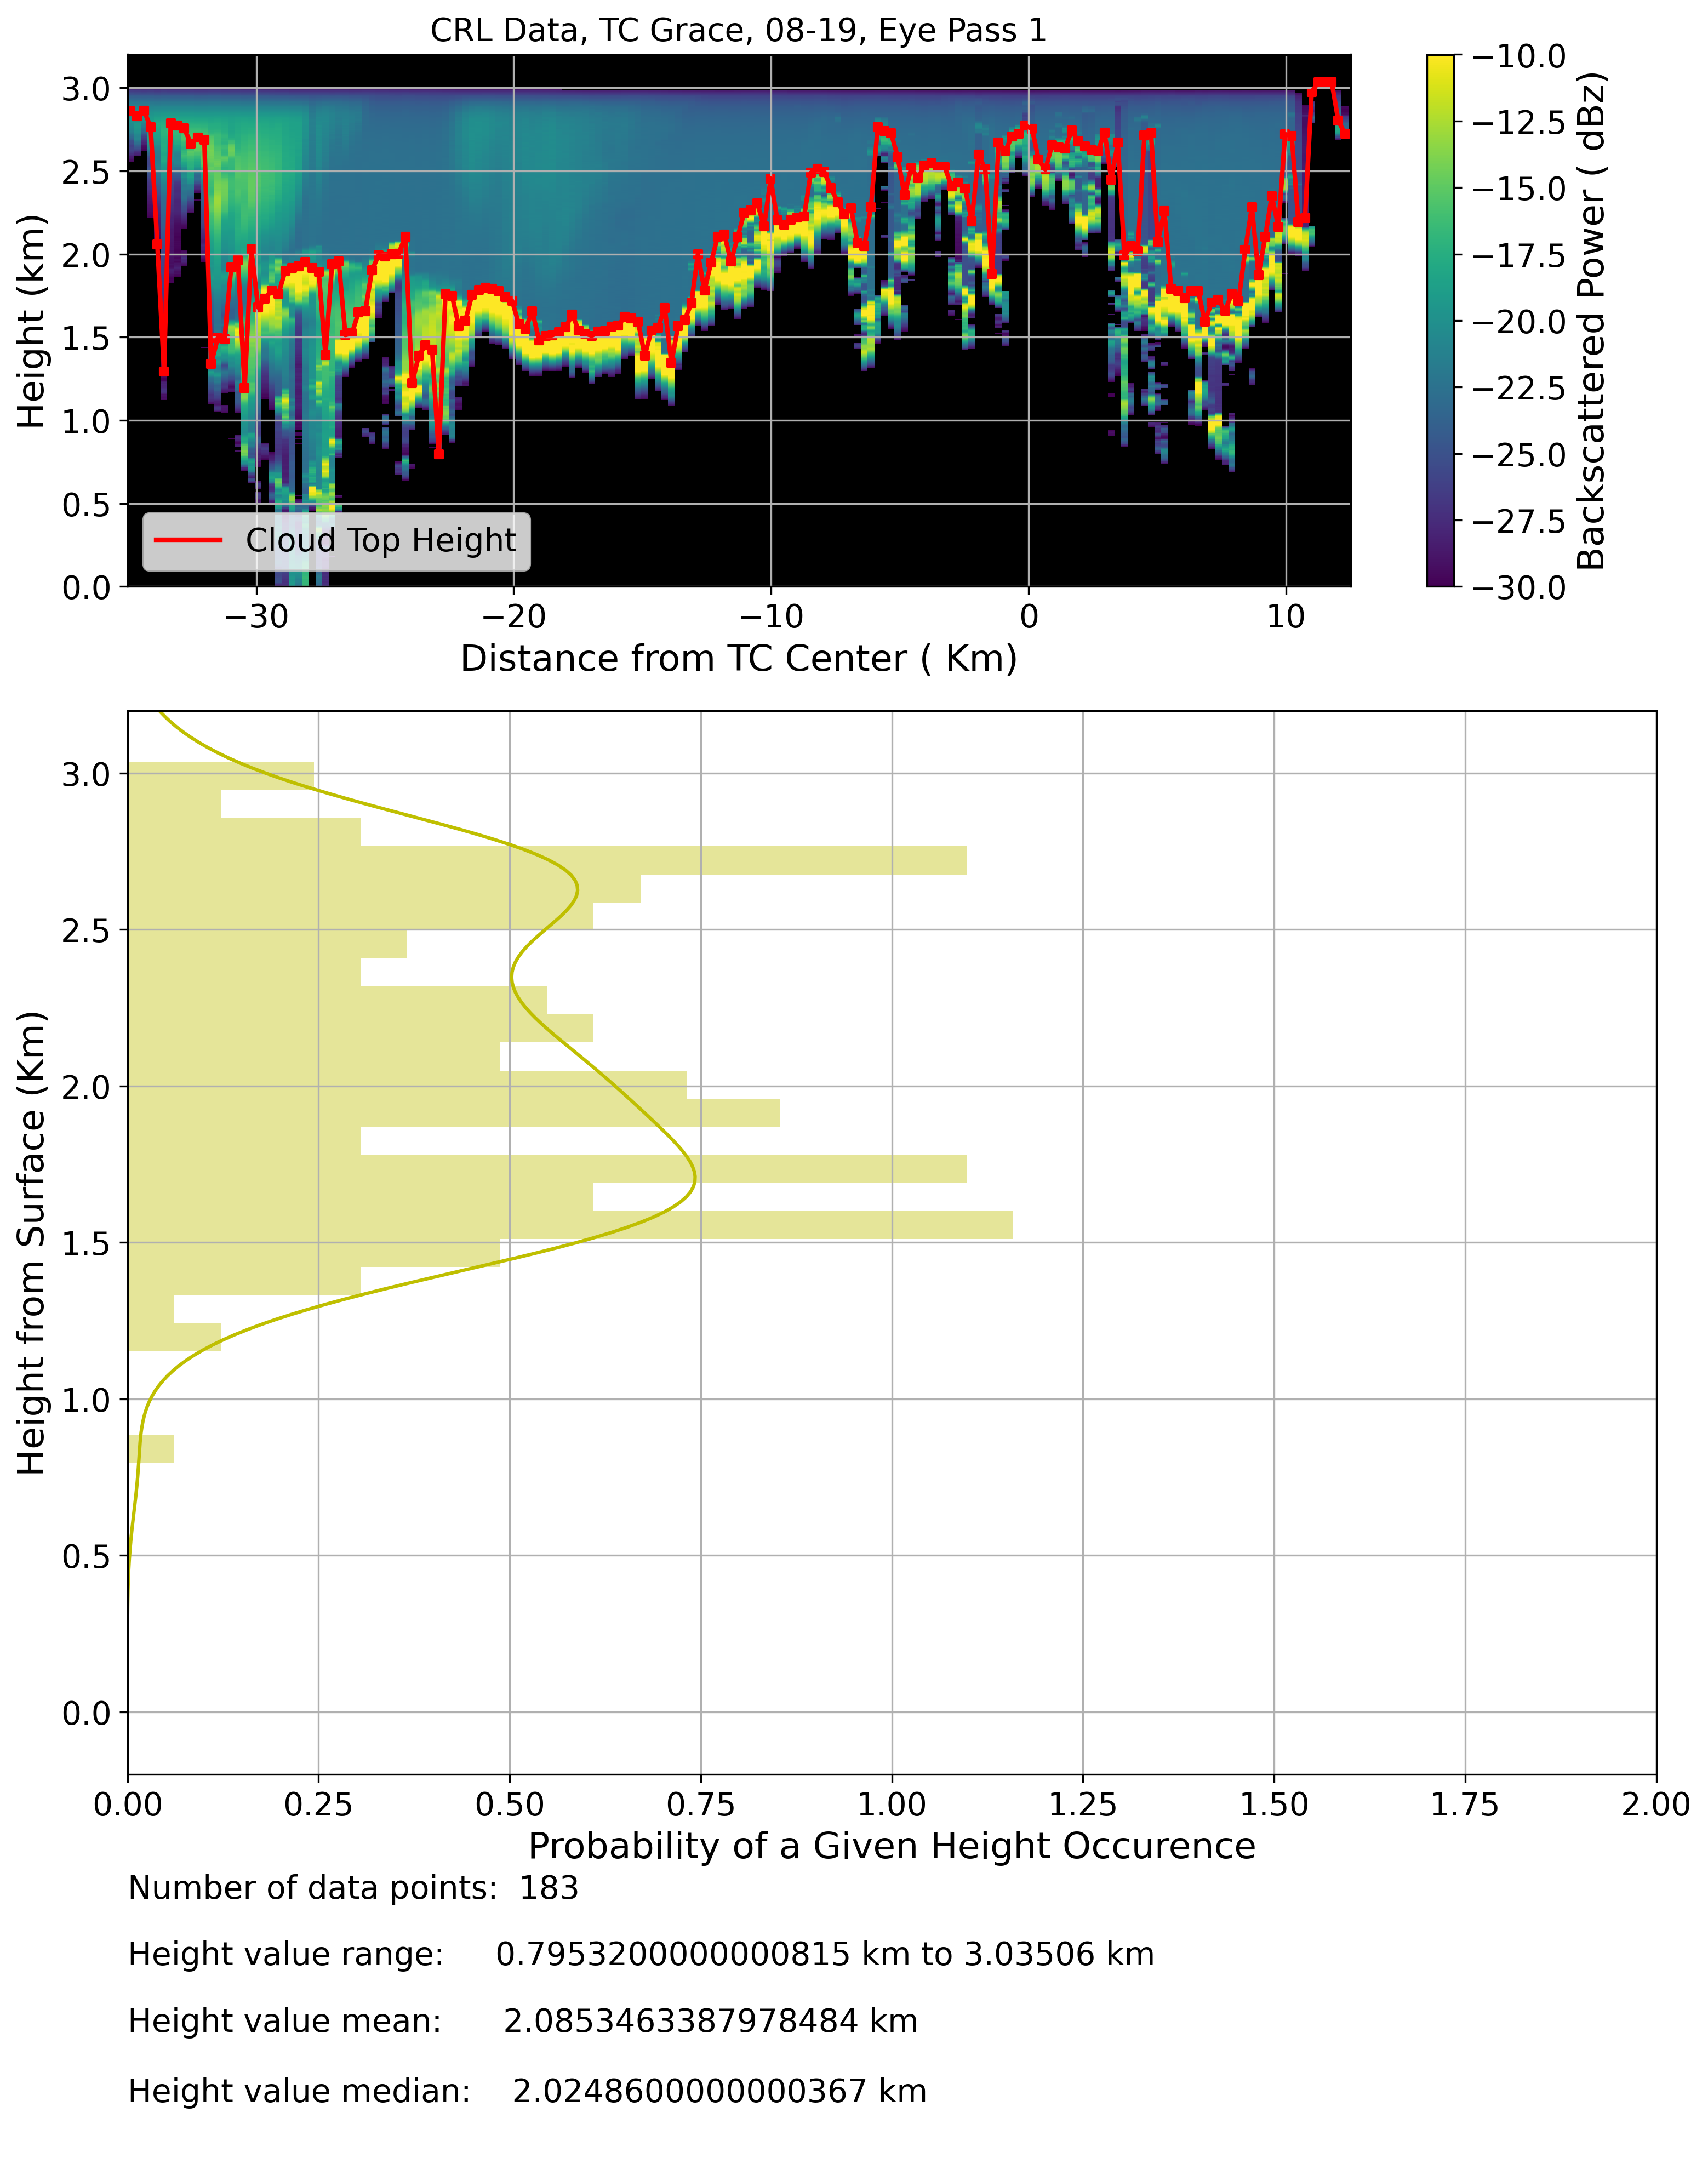 CRL Data, TC Grace, 08-19, Eye Pass 1
Height (km)
3.0
2.5
2.0
1.5
1.0
0.5
0.0
Cloud Top Height
−30 −20 −10 0 10
Distance from TC Center ( Km)
−10.0
−12.5
−15.0
−17.5
−20.0
−22.5
−25.0
−27.5
−30.0
Backscattered Power ( dBz)
Height from Surface (Km)
3.0
2.5
2.0
1.5
1.0
0.5
0.0
0.00 0.25 0.50 0.75 1.00 1.25 1.50 1.75 2.00
Probability of a Given Height Occurence
Number of data points: 183
Height value range: 0.7953200000000815 km to 3.03506 km
Height value mean: 2.0853463387978484 km
Height value median: 2.0248600000000367 km